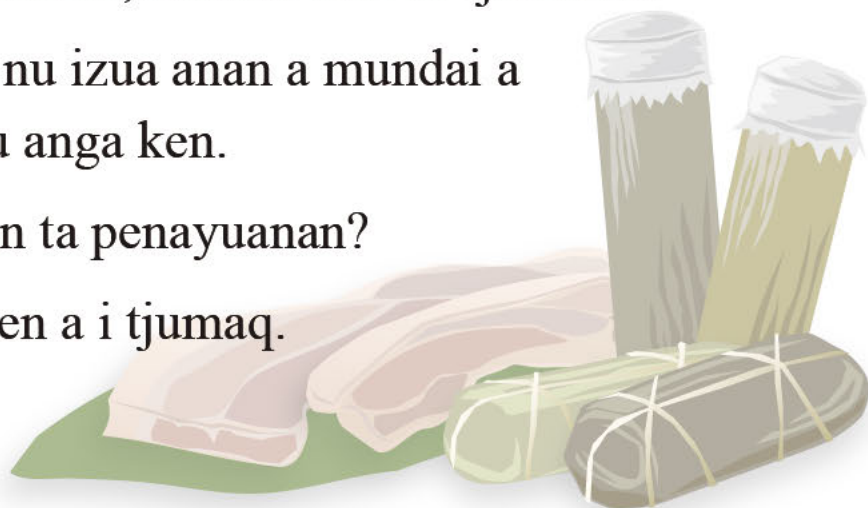 nu izua anan a mundai a
anga ken.
ta penayuanan?
a i tjumaq.